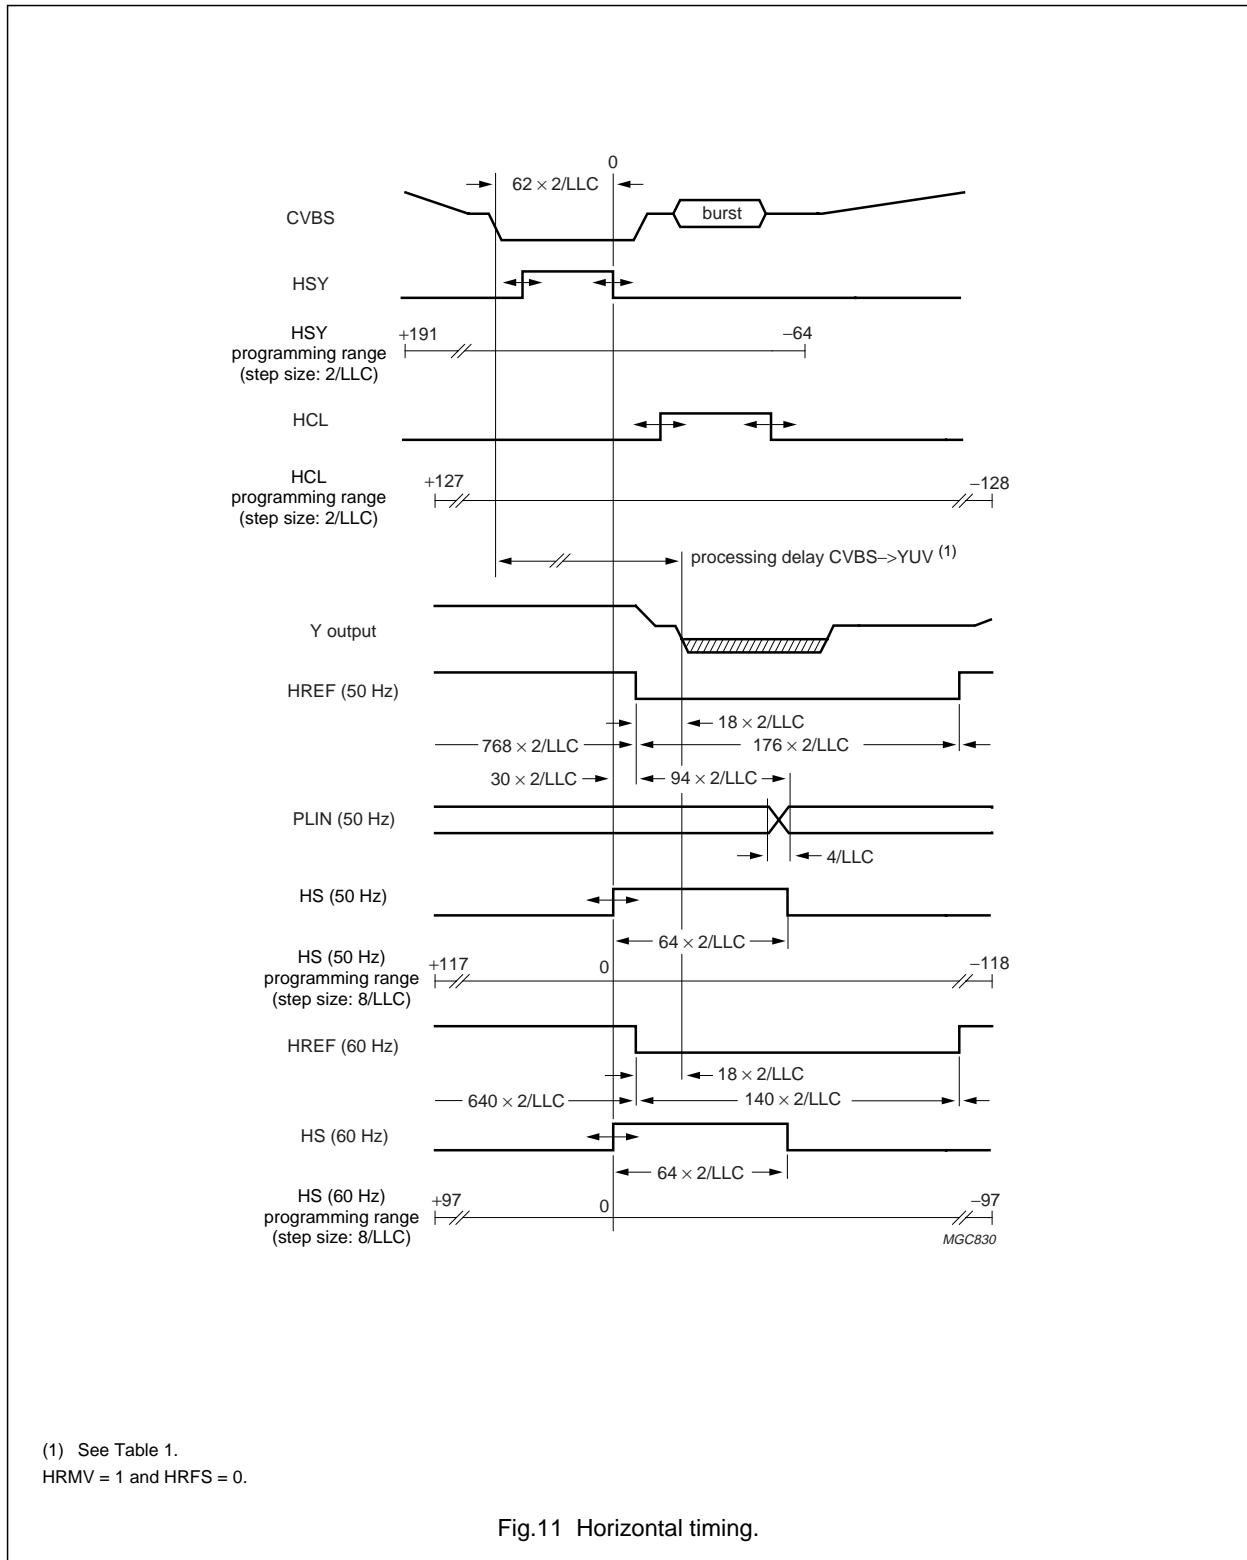 0
62 × 2/LLC
CVBS
burst
HSY
HSY
programming range
(step size: 2/LLC)
+191
−64
HCL
HCL
programming range
(step size: 2/LLC)
+127
−128
processing delay CVBS−>YUV (1)
Y output
HREF (50 Hz)
18 × 2/LLC
768 × 2/LLC
176 × 2/LLC
30 × 2/LLC
94 × 2/LLC
PLIN (50 Hz)
4/LLC
HS (50 Hz)
64 × 2/LLC
HS (50 Hz)
programming range
(step size: 8/LLC)
+117
0
−118
HREF (60 Hz)
18 × 2/LLC
640 × 2/LLC
140 × 2/LLC
HS (60 Hz)
64 × 2/LLC
HS (60 Hz)
programming range
(step size: 8/LLC)
+97
0
−97
MGC830
(1) See Table 1.
HRMV = 1 and HRFS = 0.
Fig.11 Horizontal timing.